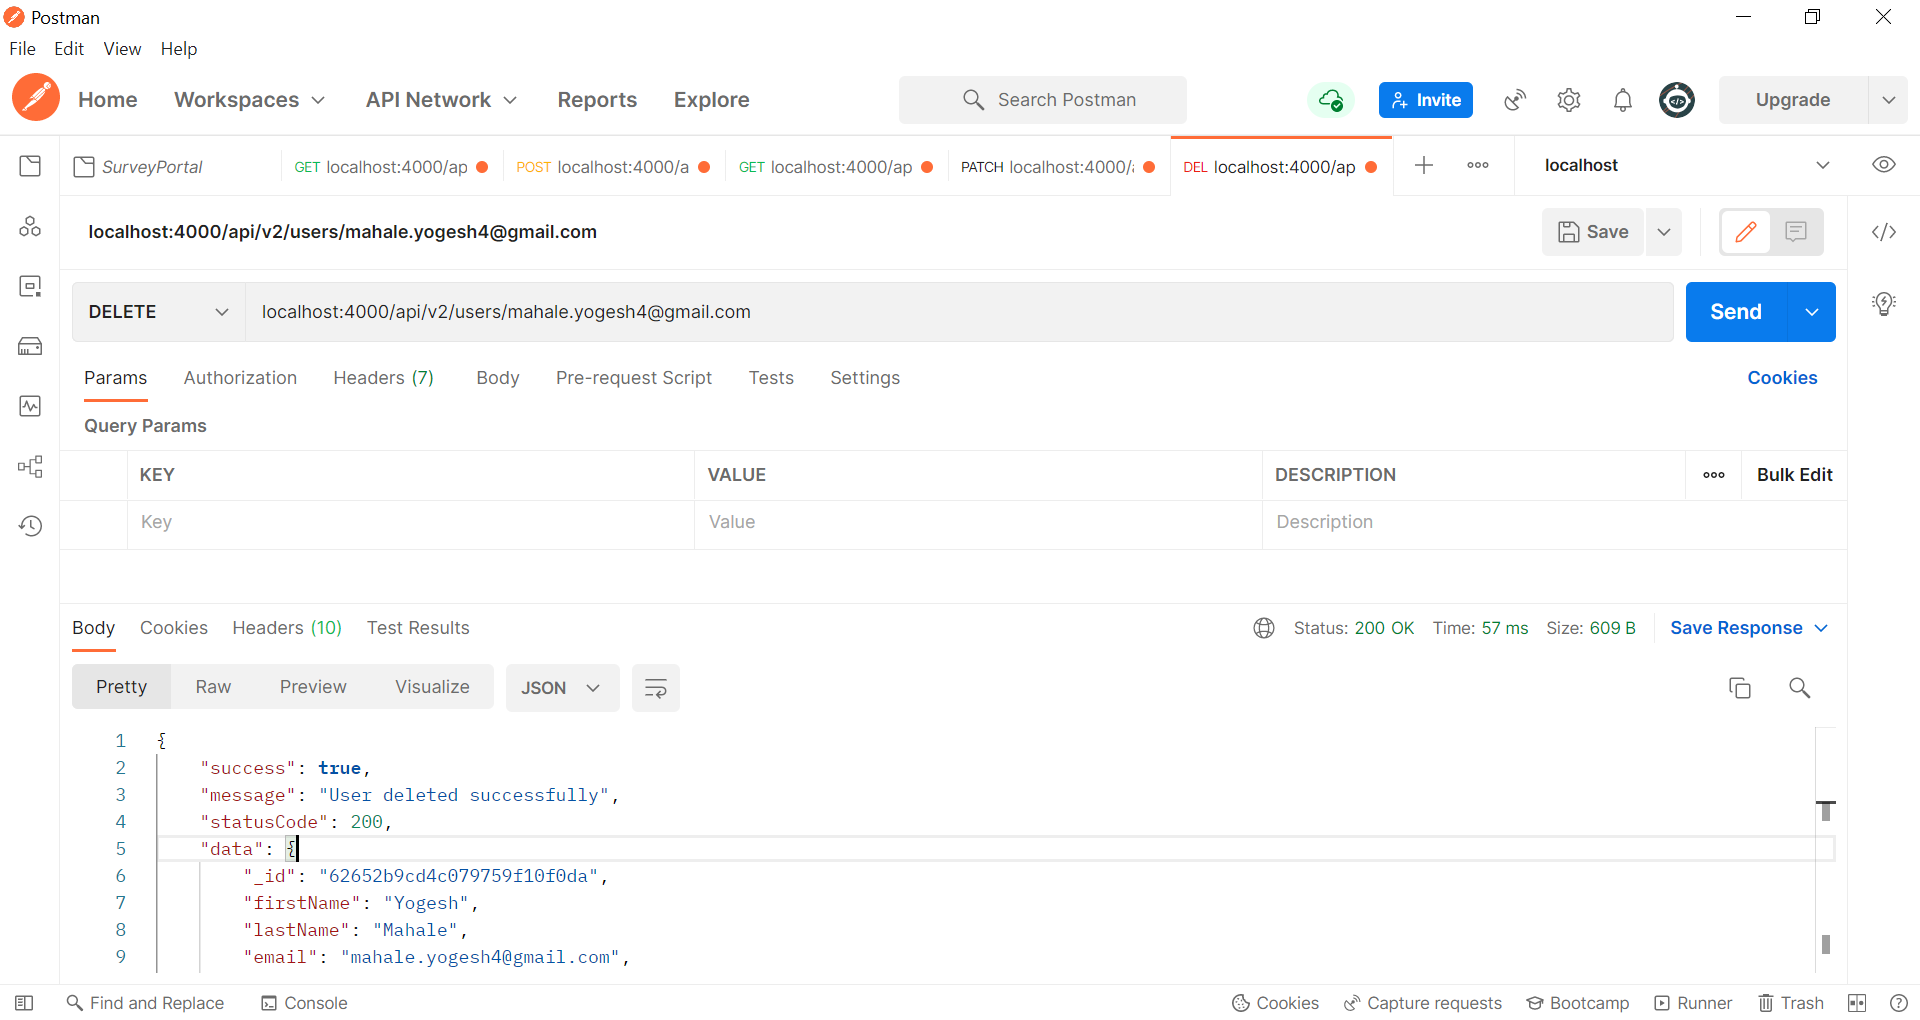 Postman
File Edit View Help
Home Workspaces API Network Reports Explore Search Postman Invite Upgrade
SurveyPortal GET localhost:4000/ap POST localhost:4000/a GET localhost:4000/ap PATCH localhost:4000/ DEL localhost:4000/ap localhost
localhost:4000/api/v2/users/mahale.yogesh4@gmail.com Save
DELETE localhost:4000/api/v2/users/mahale.yogesh4@gmail.com Send
Params Authorization Headers (7) Body Pre-request Script Tests Settings Cookies
Query Params
KEY VALUE DESCRIPTION Bulk Edit
Key Value Description
Body Cookies Headers (10) Test Results Status: 200 OK Time: 57 ms Size: 609 B Save Response
Pretty Raw Preview Visualize JSON
1 {
2 "success": true,
3 "message": "User deleted successfully",
4 "statusCode": 200,
5 "data": {
6 "_id": "62652b9cd4c079759f10f0da",
7 "firstName": "Yogesh",
8 "lastName": "Mahale",
9 "email": "mahale.yogesh4@gmail.com",
Find and Replace Console Cookies Capture requests Bootcamp Runner Trash